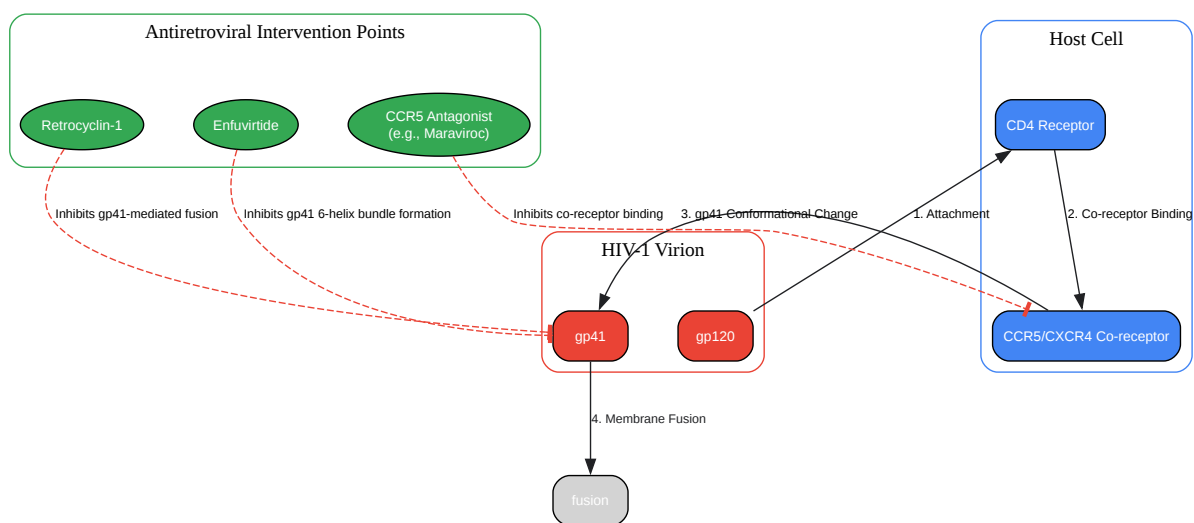 Antiretroviral Intervention Points
Host Cell
Retrocyclin-1
Enfuvirtide
CCR5 Antagonist
(e.g., Maraviroc)
CD4 Receptor
Inhibits gp41-mediated fusion
Inhibits gp41 6-helix bundle formation
Inhibits co-receptor binding
3. gp41 Conformational Change
1. Attachment
2. Co-receptor Binding
HIV-1 Virion
gp41
gp120
CCR5/CXCR4 Co-receptor
4. Membrane Fusion
fusion